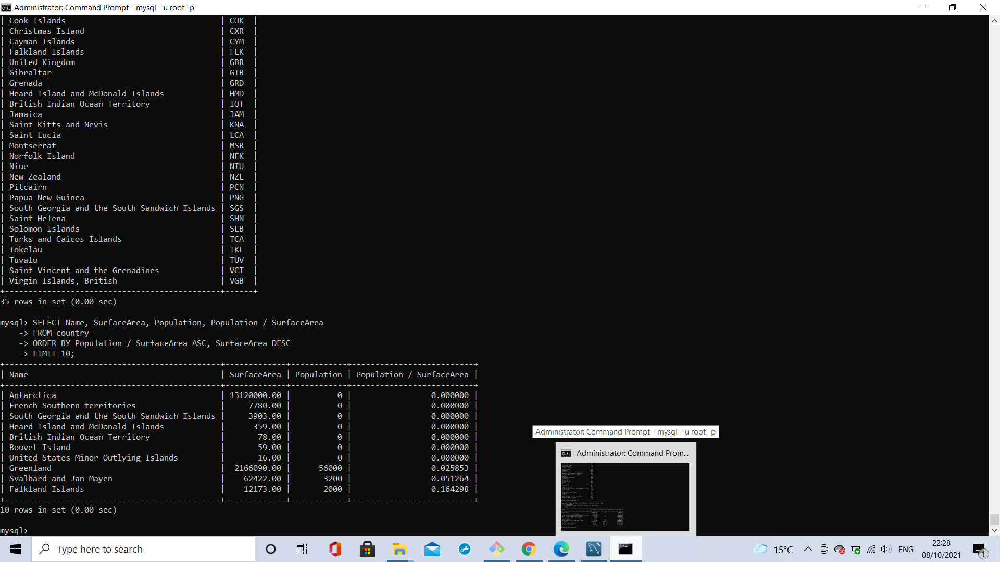 Administrator: Command Prompt - mysql  -u root -p
| Cook Islands                                 | COK  |
| Christmas Island                             | CXR  |
| Cayman Islands                               | CYM  |
| Falkland Islands                             | FLK  |
| United Kingdom                               | GBR  |
| Gibraltar                                    | GIB  |
| Grenada                                      | GRD  |
| Heard Island and McDonald Islands            | HMD  |
| British Indian Ocean Territory               | IOT  |
| Jamaica                                      | JAM  |
| Saint Kitts and Nevis                        | KNA  |
| Saint Lucia                                  | LCA  |
| Montserrat                                   | MSR  |
| Norfolk Island                               | NFK  |
| Niue                                         | NIU  |
| New Zealand                                  | NZL  |
| Pitcairn                                     | PCN  |
| Papua New Guinea                             | PNG  |
| South Georgia and the South Sandwich Islands | SGS  |
| Saint Helena                                 | SHN  |
| Solomon Islands                              | SLB  |
| Turks and Caicos Islands                     | TCA  |
| Tokelau                                      | TKL  |
| Tuvalu                                       | TUV  |
| Saint Vincent and the Grenadines             | VCT  |
| Virgin Islands, British                      | VGB  |
+----------------------------------------------+------+
35 rows in set (0.00 sec)
mysql> SELECT Name, SurfaceArea, Population, Population / SurfaceArea
    -> FROM country
    -> ORDER BY Population / SurfaceArea ASC, SurfaceArea DESC
    -> LIMIT 10;
+----------------------------------------------+-------------+------------+--------------------------+
| Name                                         | SurfaceArea | Population | Population / SurfaceArea |
+----------------------------------------------+-------------+------------+--------------------------+
| Antarctica                                   | 13120000.00 |          0 |                 0.000000 |
| French Southern territories                  |     7780.00 |          0 |                 0.000000 |
| South Georgia and the South Sandwich Islands |     3903.00 |          0 |                 0.000000 |
| Heard Island and McDonald Islands            |      359.00 |          0 |                 0.000000 |
| British Indian Ocean Territory               |       78.00 |          0 |                 0.000000 |
| Bouvet Island                                |       59.00 |          0 |                 0.000000 |
| United States Minor Outlying Islands         |       16.00 |          0 |                 0.000000 |
| Greenland                                    |  2166090.00 |      56000 |                 0.025853 |
| Svalbard and Jan Mayen                       |    62422.00 |       3200 |                 0.051264 |
| Falkland Islands                             |    12173.00 |       2000 |                 0.164298 |
+----------------------------------------------+-------------+------------+--------------------------+
10 rows in set (0.00 sec)
mysql>
Administrator: Command Prompt - mysql  -u root -p
Administrator: Command Prom...
Type here to search
15°C
ENG
22:28
08/10/2021
1